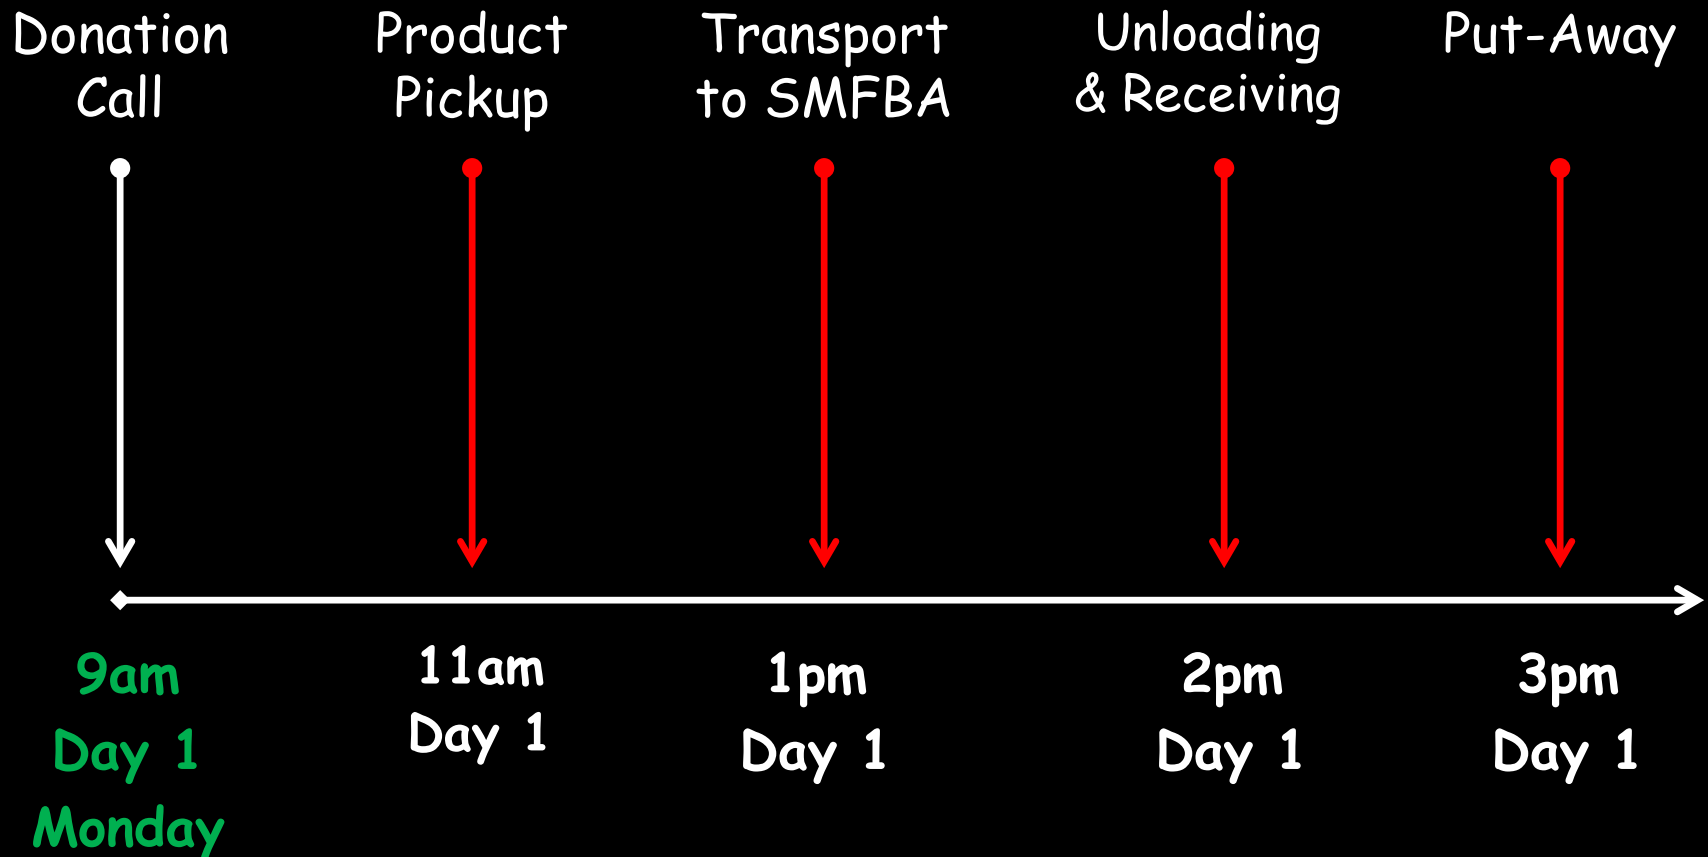 Donation
Call
Product
Pickup
Transport
to SMFBA
Unloading
& Receiving
Put-Away
9am
Day 1
Monday
11am
Day 1
1pm
Day 1
2pm
Day 1
3pm
Day 1